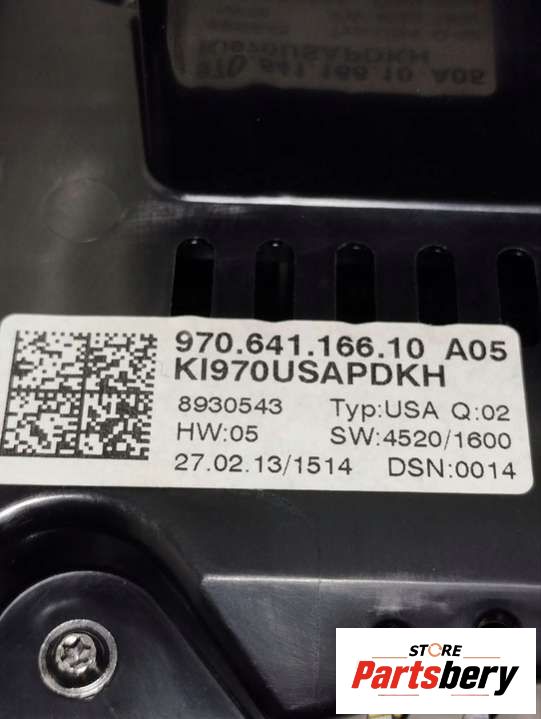 970.641.166.10 A05
KI970USAPDKH
8930543 Typ:USA Q:02
HW:05 SW:4520/1600
27.02.13/1514 DSN:0014
STORE
Partsbery